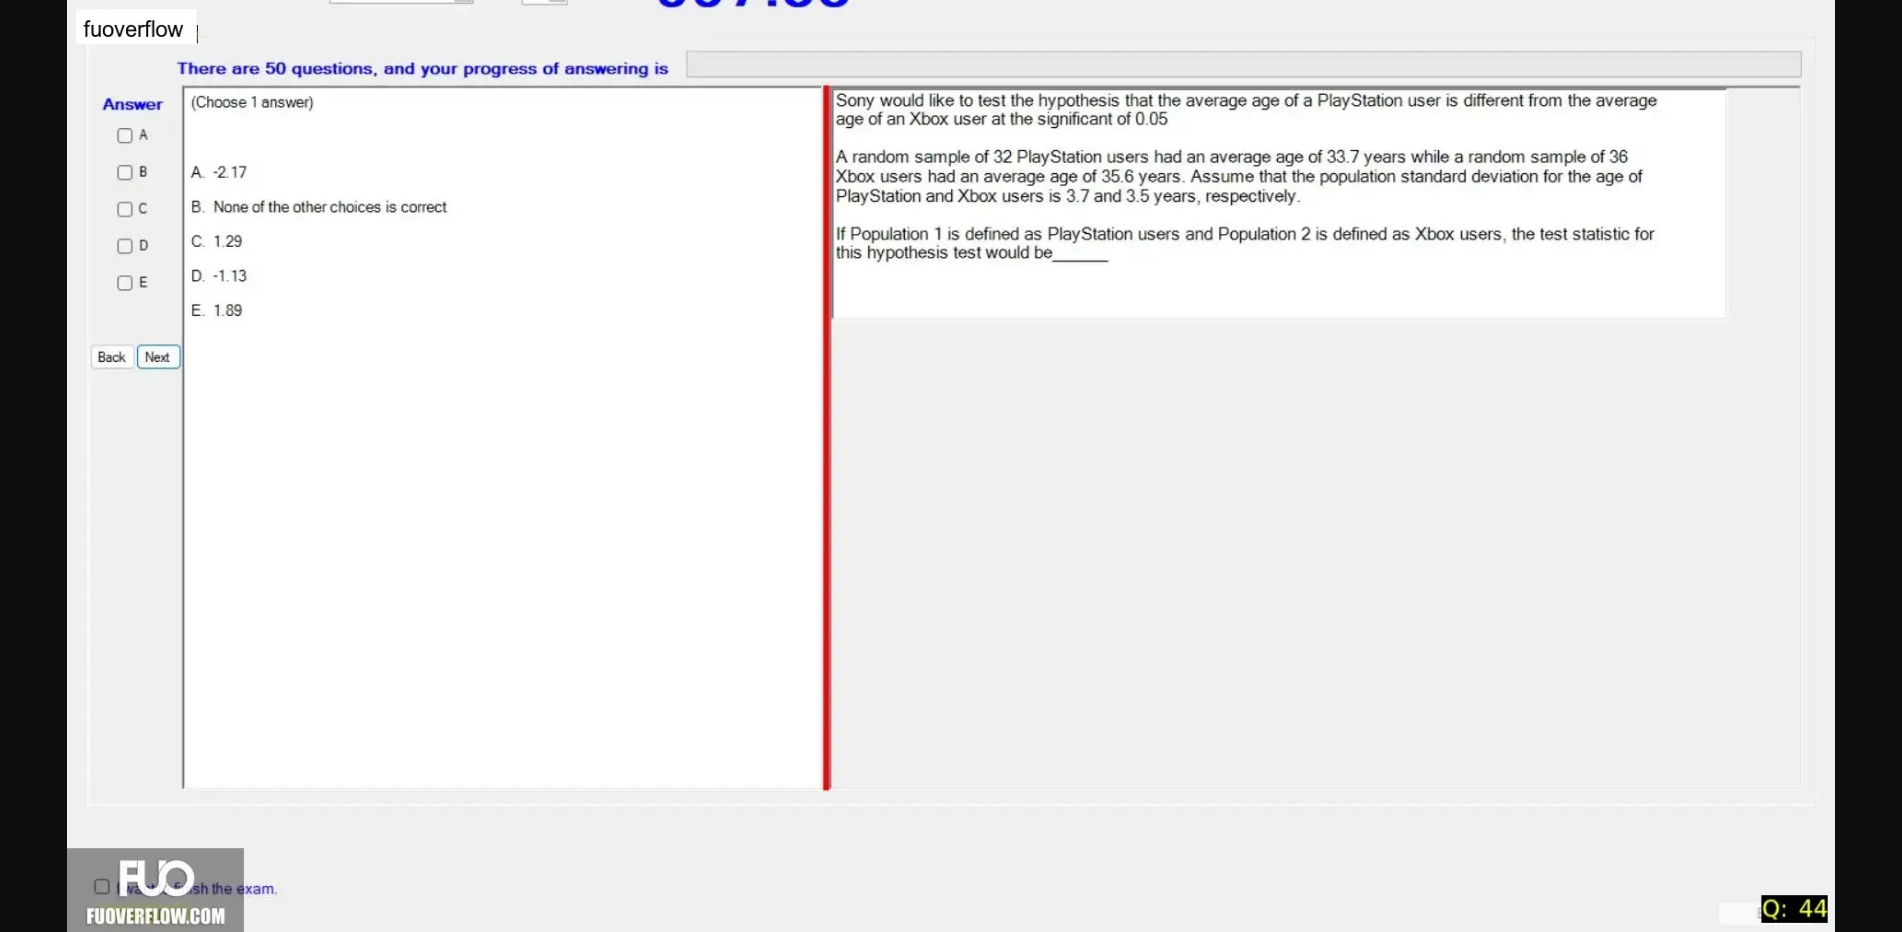 fuoverflow
There are 50 questions, and your progress of answering is
Answer
A
B
C
D
E
Back Next
(Choose 1 answer)
A. -2.17
B. None of the other choices is correct
C. 1.29
D. -1.13
E. 1.89
Sony would like to test the hypothesis that the average age of a PlayStation user is different from the average
age of an Xbox user at the significant of 0.05
A random sample of 32 PlayStation users had an average age of 33.7 years while a random sample of 36
Xbox users had an average age of 35.6 years. Assume that the population standard deviation for the age of
PlayStation and Xbox users is 3.7 and 3.5 years, respectively.
If Population 1 is defined as PlayStation users and Population 2 is defined as Xbox users, the test statistic for
this hypothesis test would be______
the exam.
FUO
FUOVERFLOW.COM
Q: 44